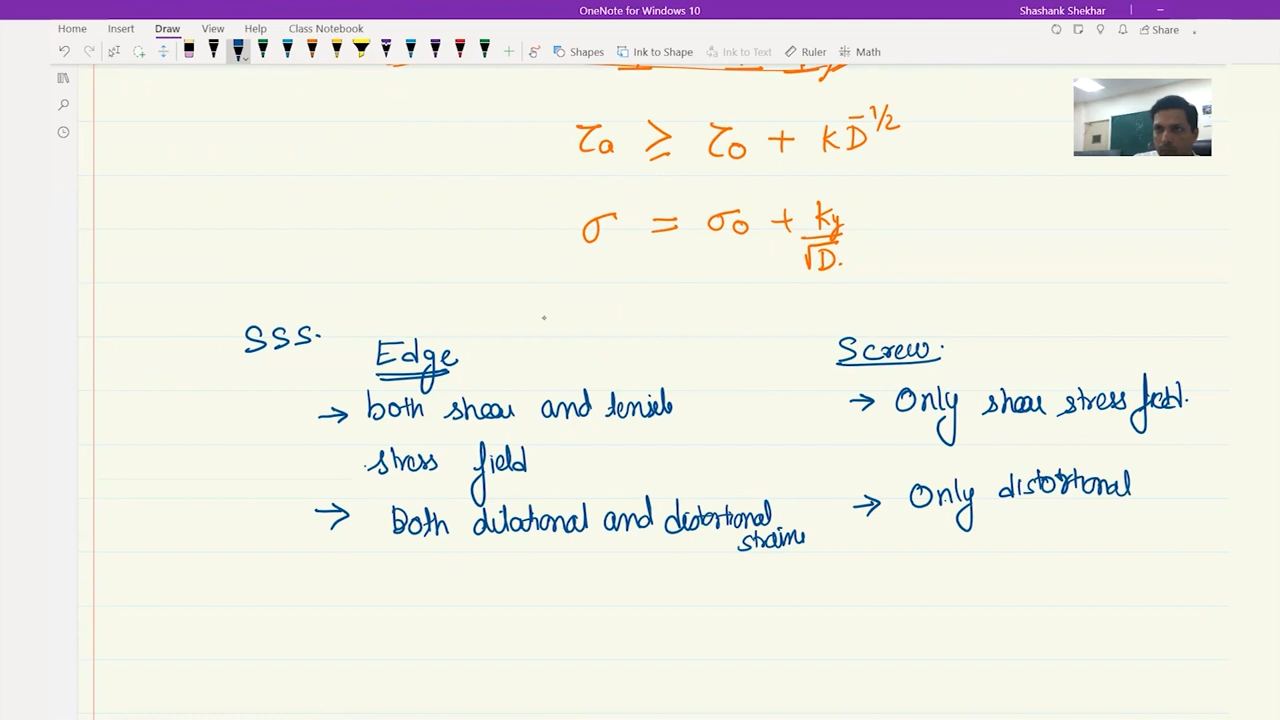 OneNote for Windows 10
Shashank Shekhar
Home Insert Draw View Help Class Notebook
Share
Shapes Ink to Shape Ink to Text Ruler Math
τa ≥ τo + kD^-1/2
σ = σo + ky/√D.
SSS.
Edge
Screw.
→ both shear and tensile
stress field
→ Both dilational and distortional
strains
→ Only shear stress field.
→ Only distortional